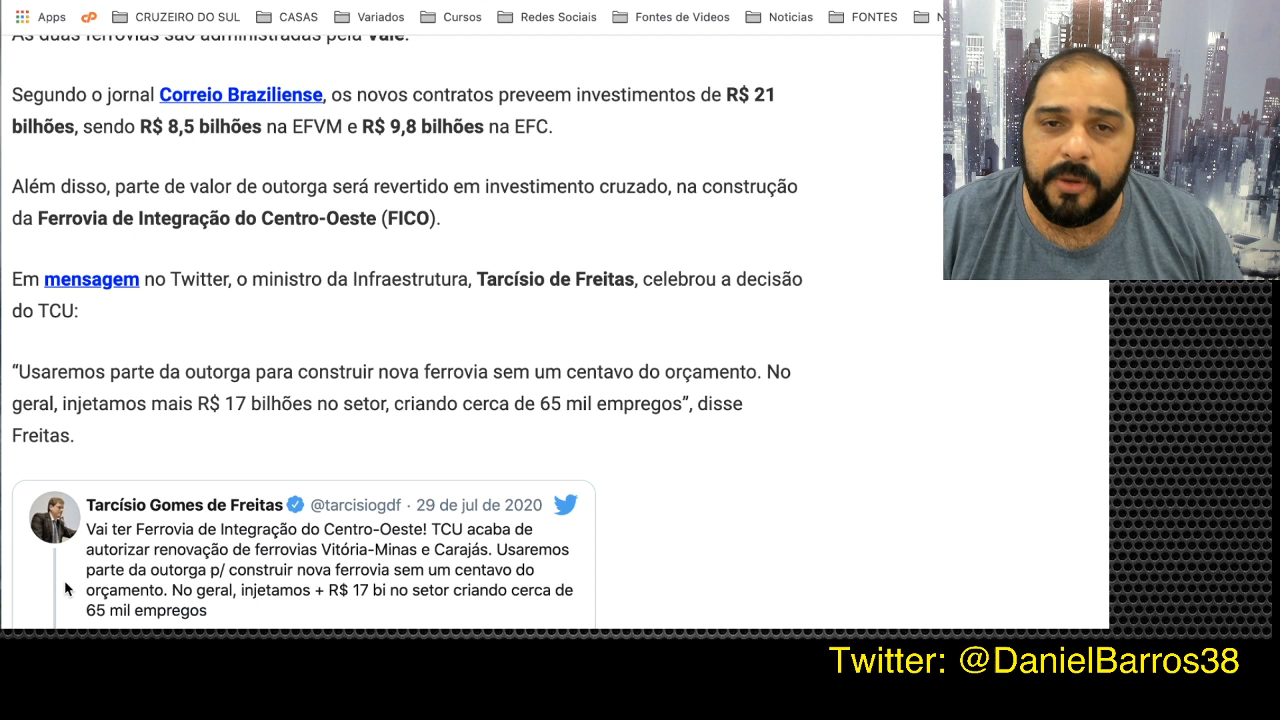 Apps CRUZEIRO DO SUL CASAS Variados Cursos Redes Sociais Fontes de Videos Noticias FONTES N
As duas ferrovias são administradas pela Vale.
Segundo o jornal Correio Braziliense, os novos contratos preveem investimentos de R$ 21
bilhões, sendo R$ 8,5 bilhões na EFVM e R$ 9,8 bilhões na EFC.
Além disso, parte de valor de outorga será revertido em investimento cruzado, na construção
da Ferrovia de Integração do Centro-Oeste (FICO).
Em mensagem no Twitter, o ministro da Infraestrutura, Tarcísio de Freitas, celebrou a decisão
do TCU:
“Usaremos parte da outorga para construir nova ferrovia sem um centavo do orçamento. No
geral, injetamos mais R$ 17 bilhões no setor, criando cerca de 65 mil empregos”, disse
Freitas.
Tarcísio Gomes de Freitas @tarcisiogdf · 29 de jul de 2020
Vai ter Ferrovia de Integração do Centro-Oeste! TCU acaba de
autorizar renovação de ferrovias Vitória-Minas e Carajás. Usaremos
parte da outorga p/ construir nova ferrovia sem um centavo do
orçamento. No geral, injetamos + R$ 17 bi no setor criando cerca de
65 mil empregos
Twitter: @DanielBarros38